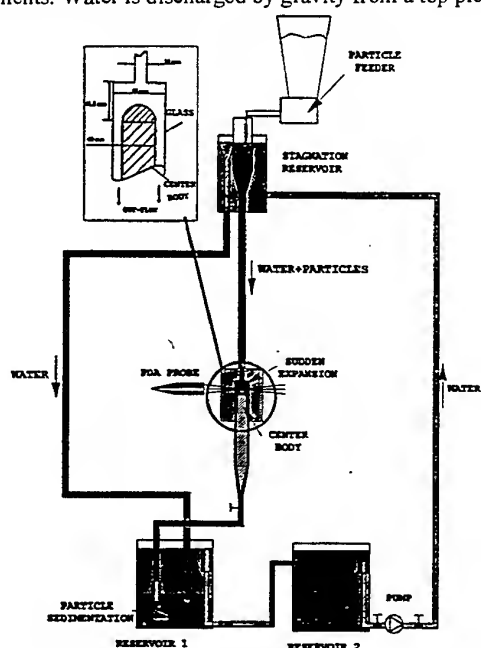 ments. Water is discharged by gravity from a top ple
PARTICLE
FEEDER
GLASS
CENTER
BODY
OUT-FLOW
STAGNATION
RESERVOIR
WATER+PARTICLES
WATER
PDA PROBE
SUDDEN
EXPANSION
WATER
CENTER
BODY
PARTICLE
SEDIMENTATION
PUMP
RESERVOIR 1
RESERVOIR 2